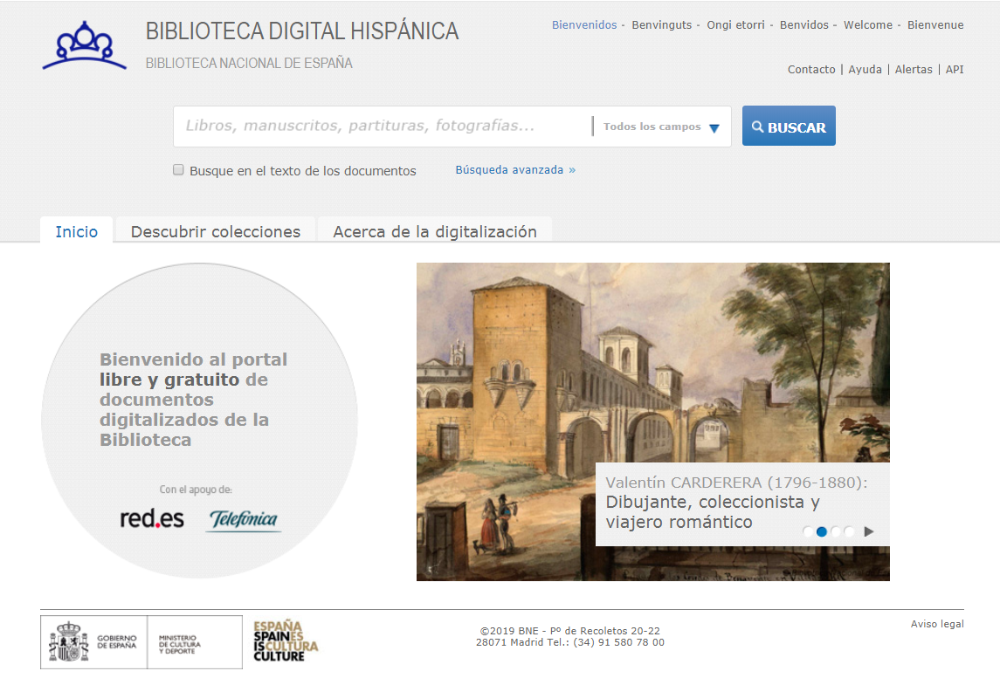 BIBLIOTECA DIGITAL HISPÁNICA
BIBLIOTECA NACIONAL DE ESPAÑA
Bienvenidos - Benvinguts - Ongi etorri - Benvidos - Welcome - Bienvenue
Contacto | Ayuda | Alertas | API
Libros, manuscritos, partituras, fotografías...
Todos los campos
BUSCAR
Busque en el texto de los documentos
Búsqueda avanzada »
Inicio
Descubrir colecciones
Acerca de la digitalización
Bienvenido al portal
libre y gratuito de
documentos
digitalizados de la
Biblioteca
Con el apoyo de:
red.es
Telefónica
Valentín CARDERERA (1796-1880):
Dibujante, coleccionista y
viajero romántico
GOBIERNO
DE ESPAÑA
MINISTERIO
DE CULTURA
Y DEPORTE
ESPAÑA
SPAIN ES
IS CULTURA
CULTURE
©2019 BNE - Pº de Recoletos 20-22
28071 Madrid Tel.: (34) 91 580 78 00
Aviso legal